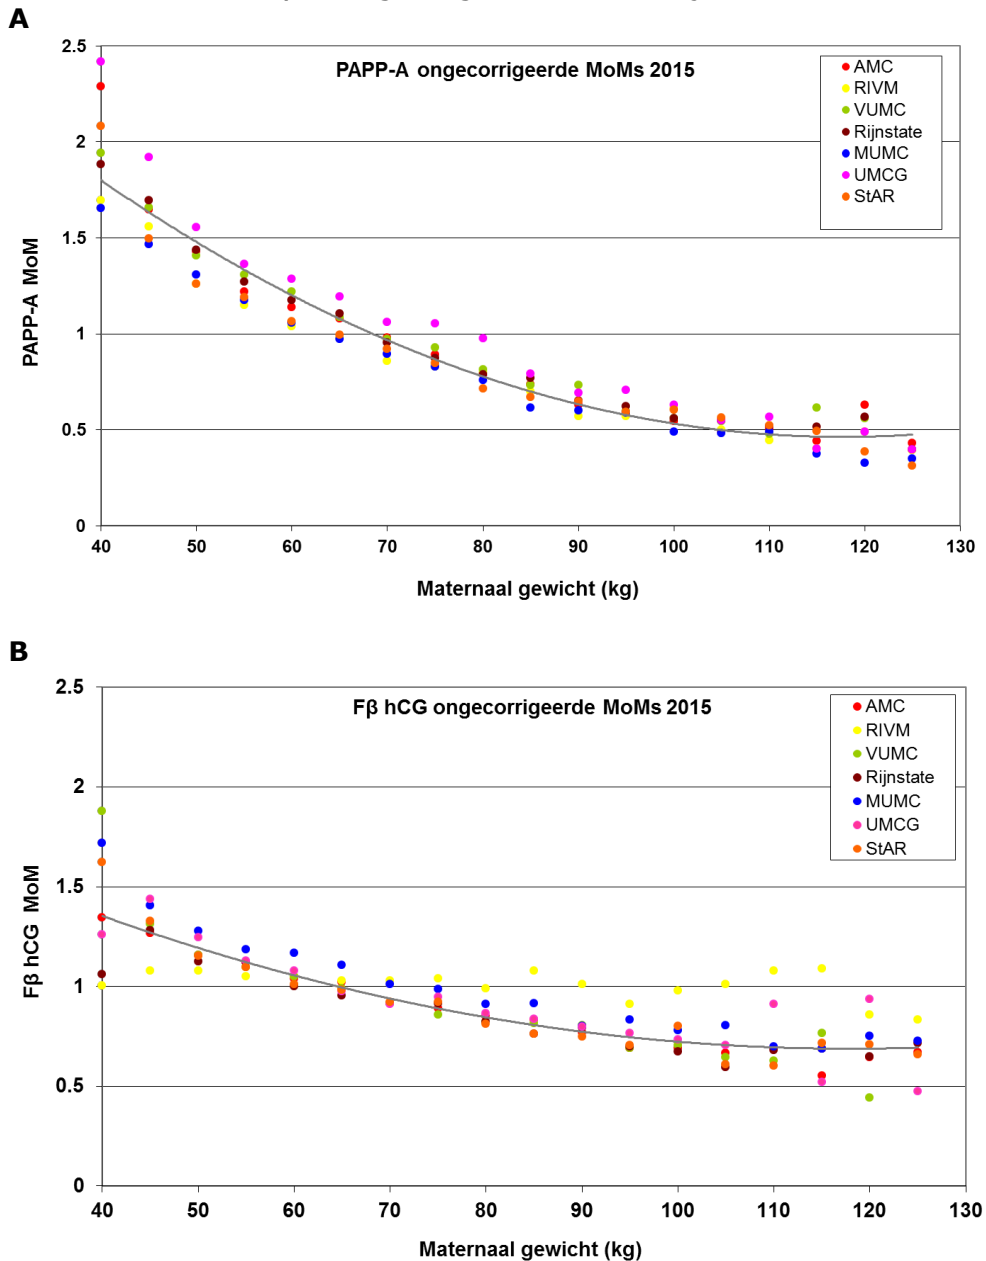 A
PAPP-A ongecorrigeerde MoMs 2015
AMC
RIVM
VUMC
Rijnstate
MUMC
UMCG
StAR
PAPP-A MoM
2.5
2
1.5
1
0.5
0
40 50 60 70 80 90 100 110 120 130
Maternaal gewicht (kg)
B
Fβ hCG ongecorrigeerde MoMs 2015
AMC
RIVM
VUMC
Rijnstate
MUMC
UMCG
StAR
Fβ hCG MoM
2.5
2
1.5
1
0.5
0
40 50 60 70 80 90 100 110 120 130
Maternaal gewicht (kg)